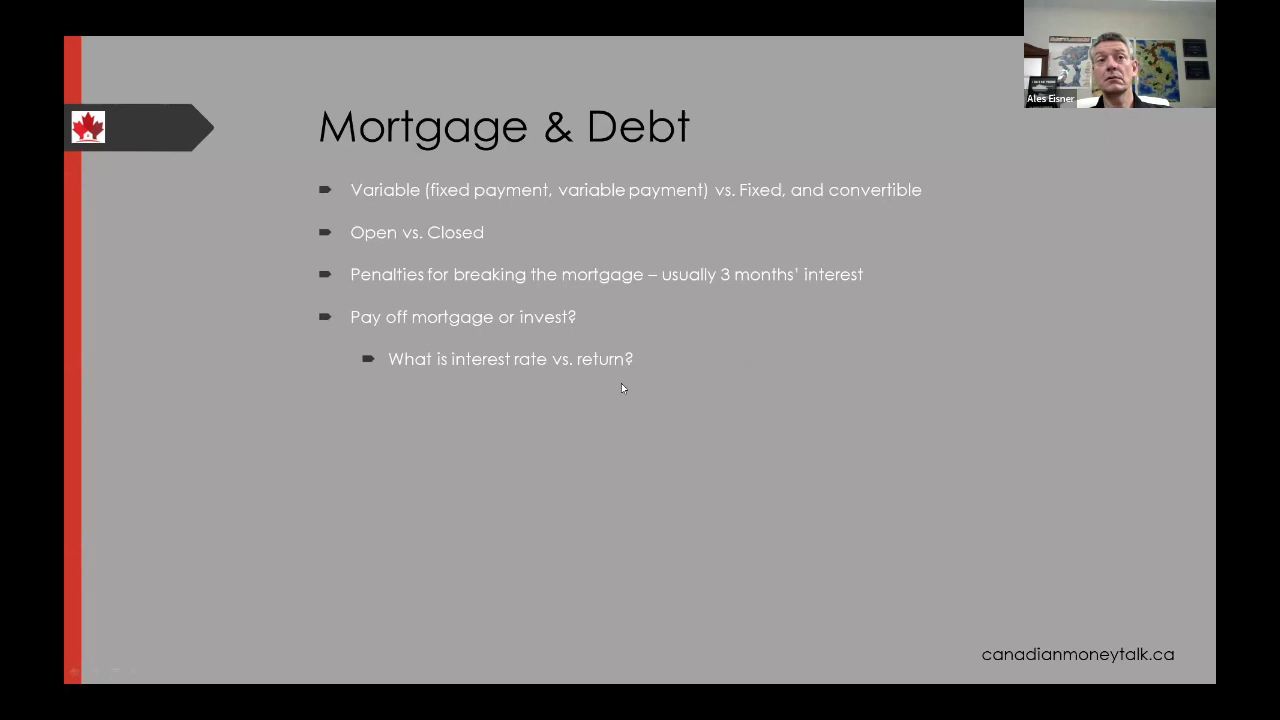 Ales Eisner
Mortgage & Debt
Variable (fixed payment, variable payment) vs. Fixed, and convertible
Open vs. Closed
Penalties for breaking the mortgage – usually 3 months' interest
Pay off mortgage or invest?
What is interest rate vs. return?
canadianmoneytalk.ca